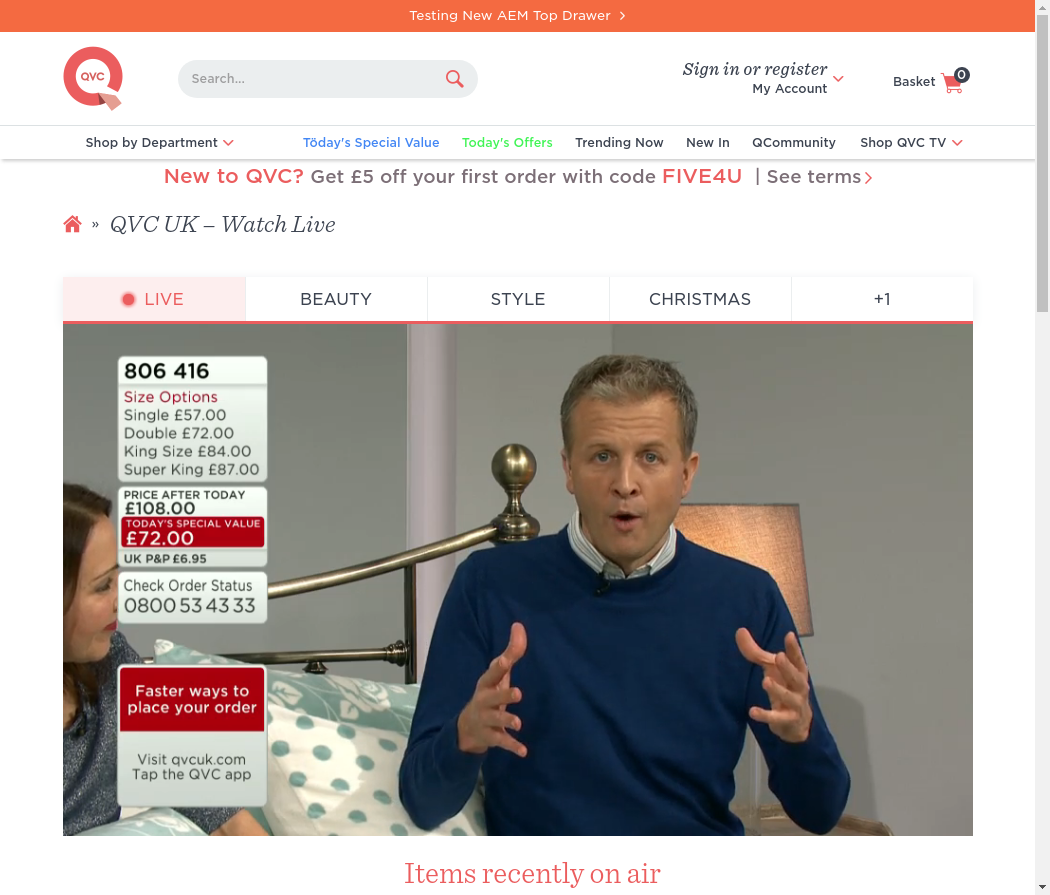 Testing New AEM Top Drawer
QVC
Search...
Sign in or register
My Account
Basket
0
Shop by Department
Töday's Special Value
Today's Offers
Trending Now
New In
QCommunity
Shop QVC TV
New to QVC? Get £5 off your first order with code FIVE4U | See terms
» QVC UK – Watch Live
LIVE
BEAUTY
STYLE
CHRISTMAS
+1
806 416
Size Options
Single £57.00
Double £72.00
King Size £84.00
Super King £87.00
PRICE AFTER TODAY
£108.00
TODAY'S SPECIAL VALUE
£72.00
UK P&P £6.95
Check Order Status
0800 53 43 33
Faster ways to
place your order
Visit qvcuk.com
Tap the QVC app
Items recently on air